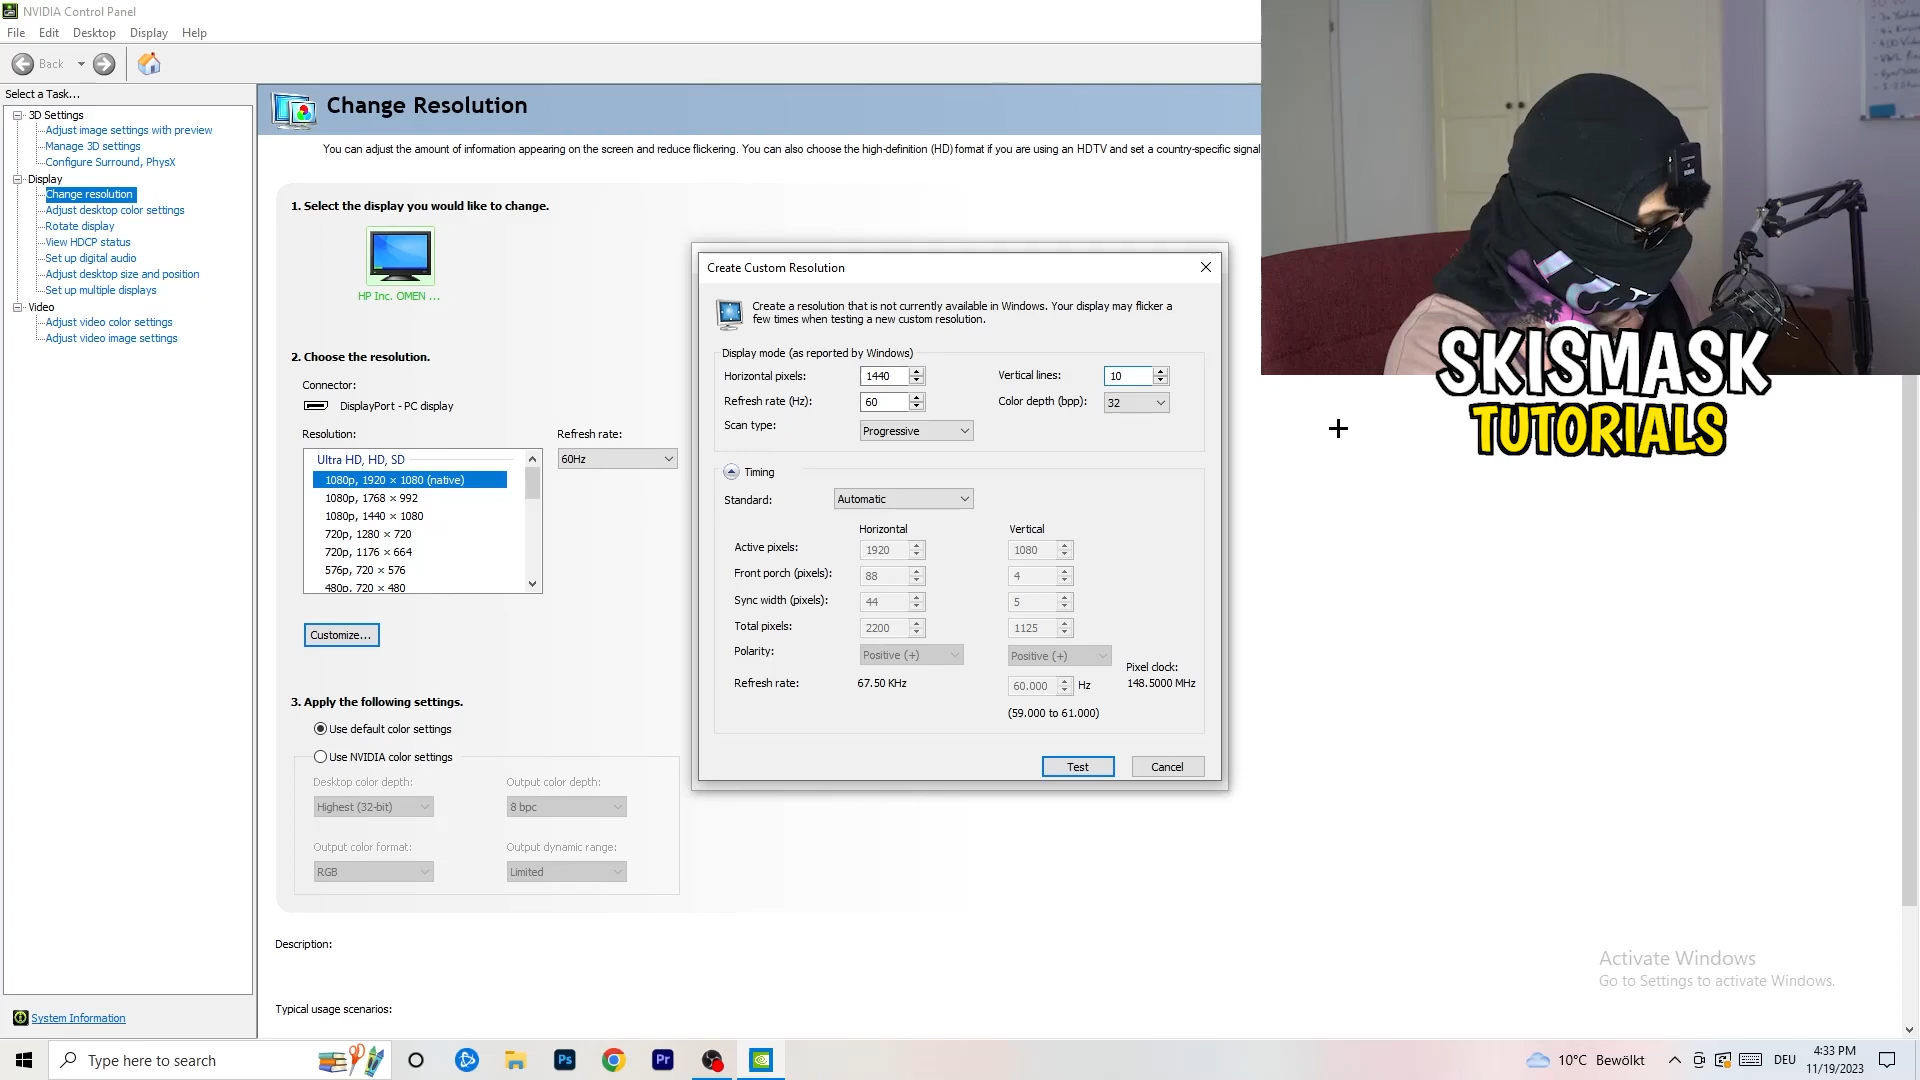 NVIDIA Control Panel
File Edit Desktop Display Help
Back
Select a Task...
3D Settings
Adjust image settings with preview
Manage 3D settings
Configure Surround, PhysX
Display
Change resolution
Adjust desktop color settings
Rotate display
View HDCP status
Set up digital audio
Adjust desktop size and position
Set up multiple displays
Video
Adjust video color settings
Adjust video image settings
System Information
Change Resolution
You can adjust the amount of information appearing on the screen and reduce flickering. You can also choose the high-definition (HD) format if you are using an HDTV and set a country-specific signal
1. Select the display you would like to change.
HP Inc. OMEN ...
2. Choose the resolution.
Connector:
DisplayPort - PC display
Resolution:
Refresh rate:
Ultra HD, HD, SD
60Hz
1080p, 1920 × 1080 (native)
1080p, 1768 × 992
1080p, 1440 × 1080
720p, 1280 × 720
720p, 1176 × 664
576p, 720 × 576
480p, 720 × 480
Customize...
3. Apply the following settings.
Use default color settings
Use NVIDIA color settings
Desktop color depth:
Output color depth:
Highest (32-bit)
8 bpc
Output color format:
Output dynamic range:
RGB
Limited
Description:
Typical usage scenarios:
Create Custom Resolution
Create a resolution that is not currently available in Windows. Your display may flicker a
few times when testing a new custom resolution.
Display mode (as reported by Windows)
Horizontal pixels: 1440 Vertical lines: 10
Refresh rate (Hz): 60 Color depth (bpp): 32
Scan type: Progressive
Timing
Standard: Automatic
Horizontal Vertical
Active pixels: 1920 1080
Front porch (pixels): 88 4
Sync width (pixels): 44 5
Total pixels: 2200 1125
Polarity: Positive (+) Positive (+)
Pixel clock:
Refresh rate: 67.50 KHz 60.000 Hz 148.5000 MHz
(59.000 to 61.000)
Test Cancel
SKISMASK
TUTORIALS
Activate Windows
Go to Settings to activate Windows.
Type here to search
Ps
Pr
10°C Bewölkt
DEU
4:33 PM
11/19/2023